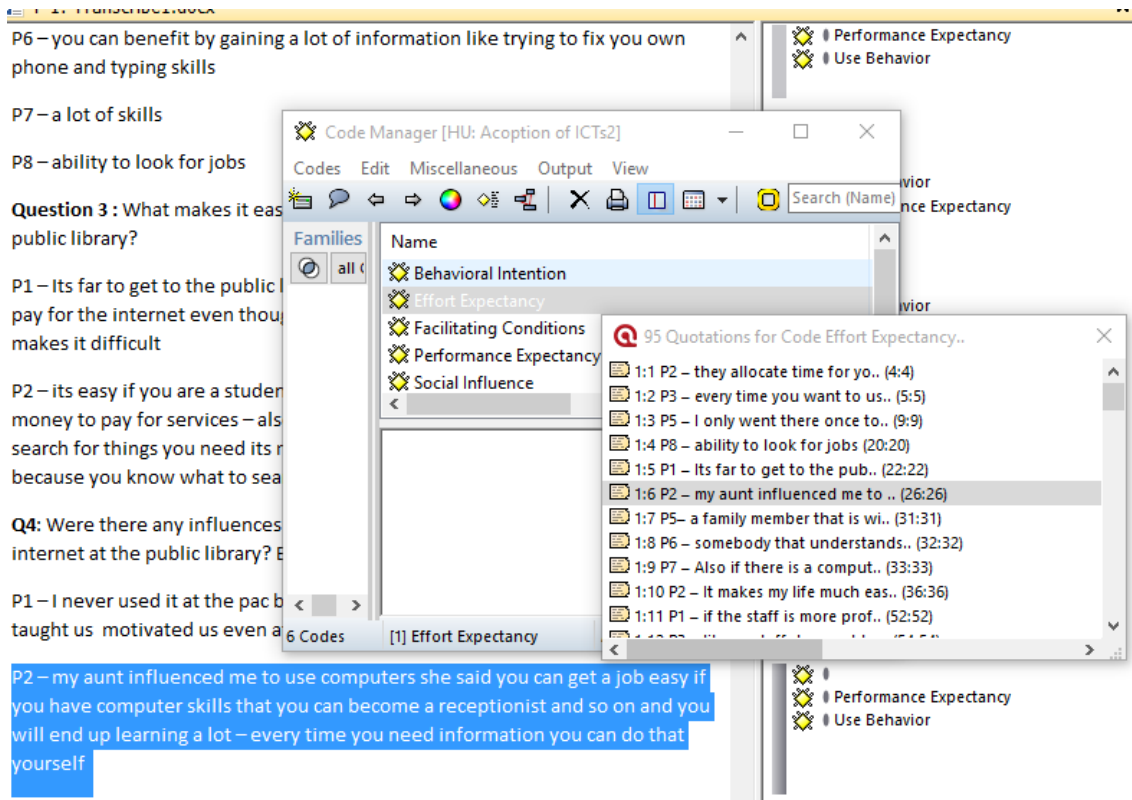 P6 – you can benefit by gaining a lot of information like trying to fix you own
phone and typing skills
P7 – a lot of skills
P8 – ability to look for jobs
Question 3 : What makes it eas
public library?
P1 – Its far to get to the public l
pay for the internet even thoug
makes it difficult
P2 – its easy if you are a studen
money to pay for services – als
search for things you need its r
because you know what to sea
Q4: Were there any influences
internet at the public library? E
P1 – I never used it at the pac b
taught us motivated us even a
P2 – my aunt influenced me to use computers she said you can get a job easy if
you have computer skills that you can become a receptionist and so on and you
will end up learning a lot – every time you need information you can do that
yourself
Performance Expectancy
Use Behavior
vior
nce Expectancy
vior
Performance Expectancy
Use Behavior
Code Manager [HU: Acoption of ICTs2]
Codes Edit Miscellaneous Output View
Search (Name)
Families
all
Name
Behavioral Intention
Effort Expectancy
Facilitating Conditions
Performance Expectancy
Social Influence
6 Codes
[1] Effort Expectancy
95 Quotations for Code Effort Expectancy..
1:1 P2 – they allocate time for yo.. (4:4)
1:2 P3 – every time you want to us.. (5:5)
1:3 P5 – I only went there once to.. (9:9)
1:4 P8 – ability to look for jobs (20:20)
1:5 P1 – Its far to get to the pub.. (22:22)
1:6 P2 – my aunt influenced me to .. (26:26)
1:7 P5– a family member that is wi.. (31:31)
1:8 P6 – somebody that understands.. (32:32)
1:9 P7 – Also if there is a comput.. (33:33)
1:10 P2 – It makes my life much eas.. (36:36)
1:11 P1 – if the staff is more prof.. (52:52)